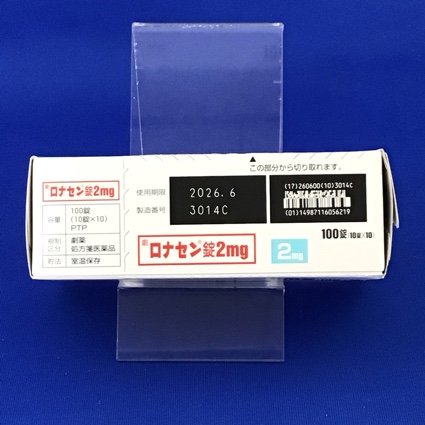 この部分から切り取れます。
劇 ロナセン®錠2mg
容量 100錠
(10錠×10)
PTP
規制区分 劇薬
処方箋医薬品
貯法 室温保存
使用期限 2026.6
製造番号 3014C
(17)260600(10)3014C
(01)14987116056219
劇 ロナセン®錠2mg
2mg
100錠(10錠×10)